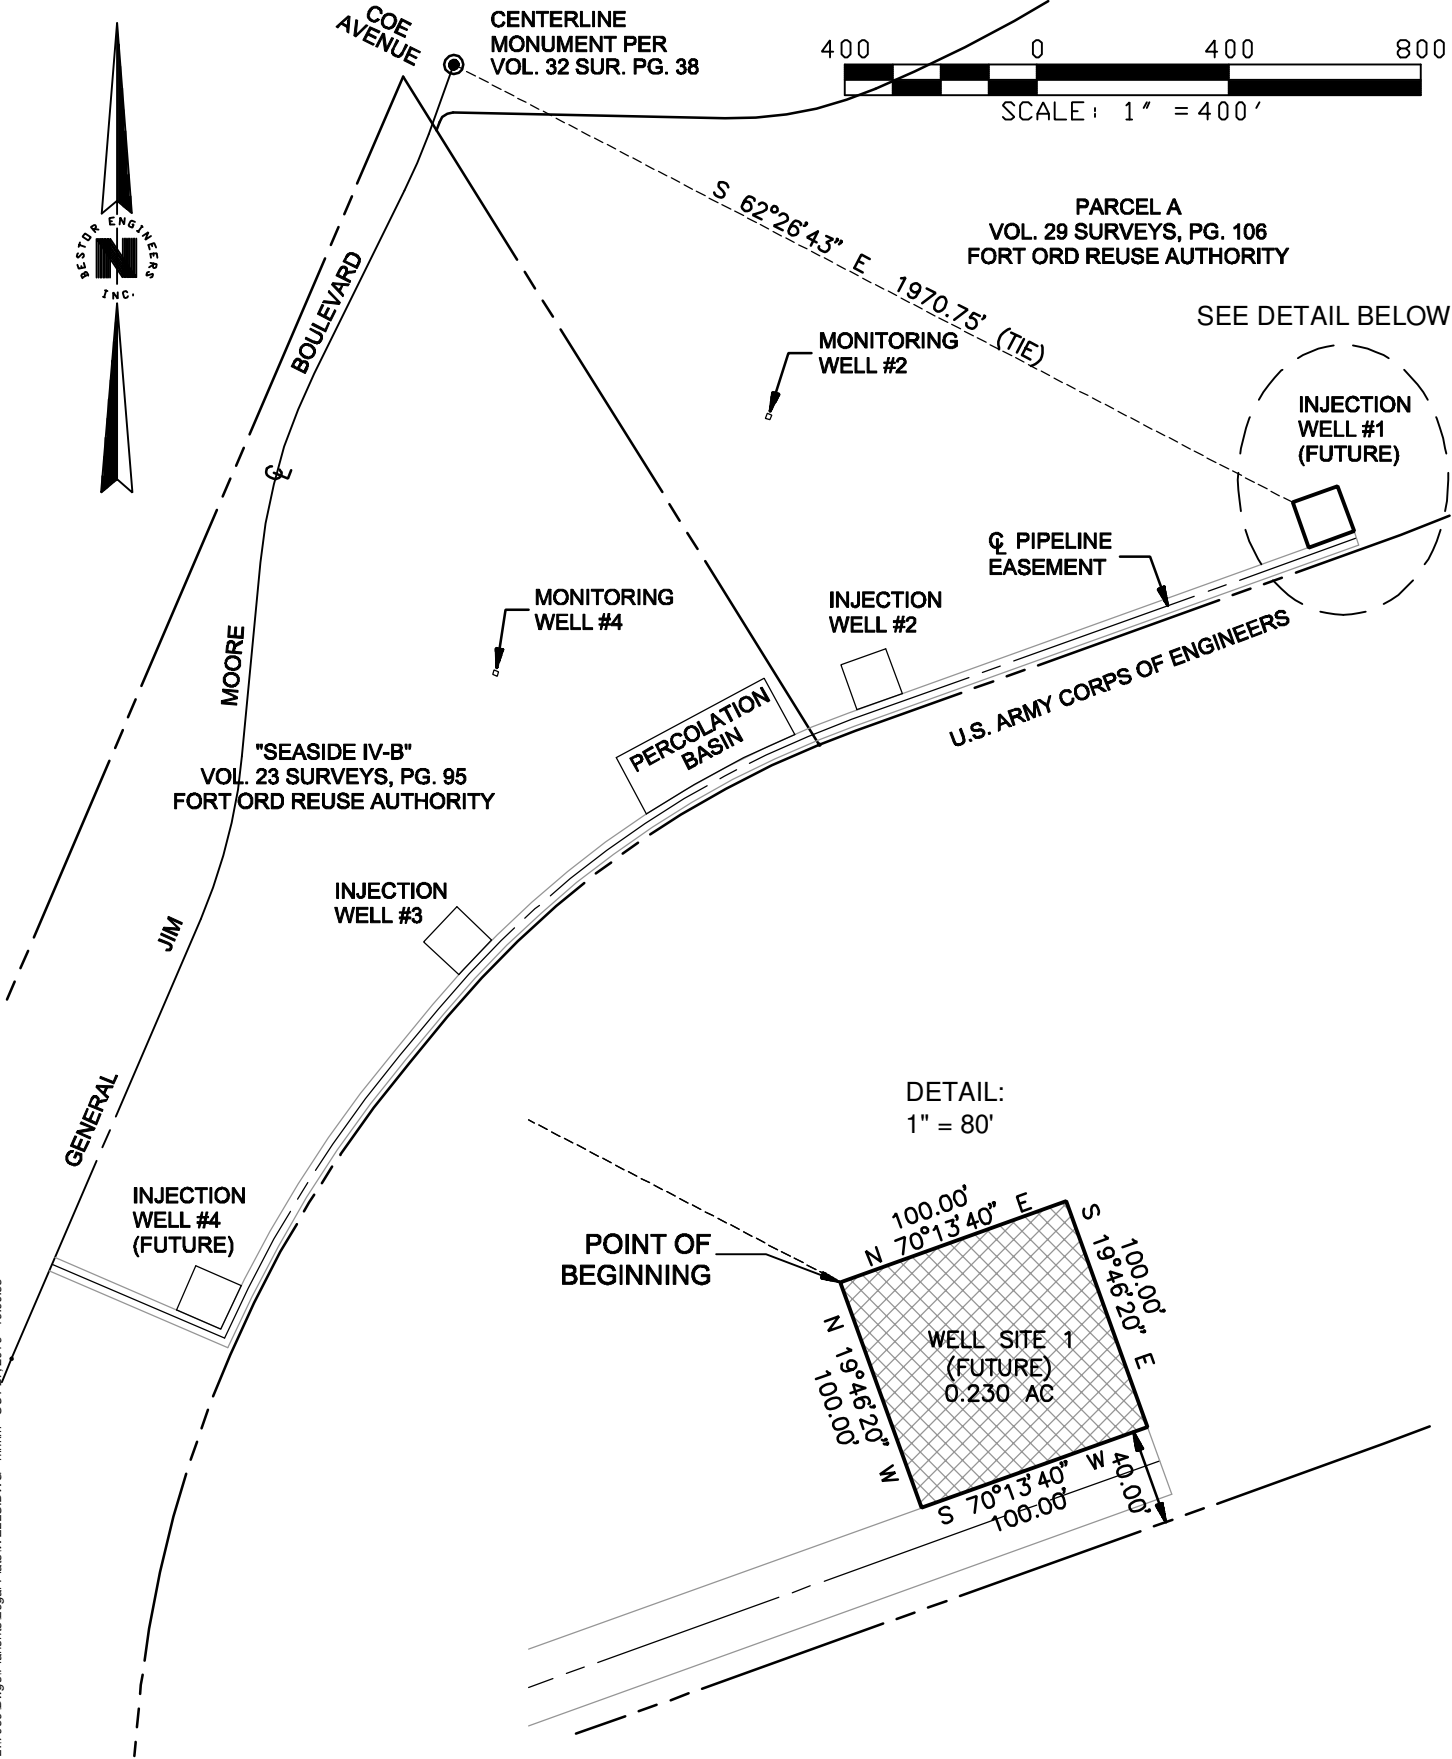 COE
AVENUE
CENTERLINE
MONUMENT PER
VOL. 32 SUR. PG. 38
400 0 400 800
SCALE: 1" = 400'
BESTOR ENGINEERS
N
INC.
S 62°26'43" E 1970.75' (TIE)
PARCEL A
VOL. 29 SURVEYS, PG. 106
FORT ORD REUSE AUTHORITY
SEE DETAIL BELOW
MONITORING
WELL #2
INJECTION
WELL #1
(FUTURE)
BOULEVARD
℄
℄ PIPELINE
EASEMENT
MONITORING
WELL #4
INJECTION
WELL #2
U.S. ARMY CORPS OF ENGINEERS
MOORE
PERCOLATION
BASIN
"SEASIDE IV-B"
VOL. 23 SURVEYS, PG. 95
FORT ORD REUSE AUTHORITY
INJECTION
WELL #3
JIM
GENERAL
INJECTION
WELL #4
(FUTURE)
DETAIL:
1" = 80'
POINT OF
BEGINNING
100.00'
N 70°13'40" E
S 19°46'20" E
100.00'
N 19°46'20" W
100.00'
WELL SITE 1
(FUTURE)
0.230 AC
S 70°13'40" W
100.00'
40.00'